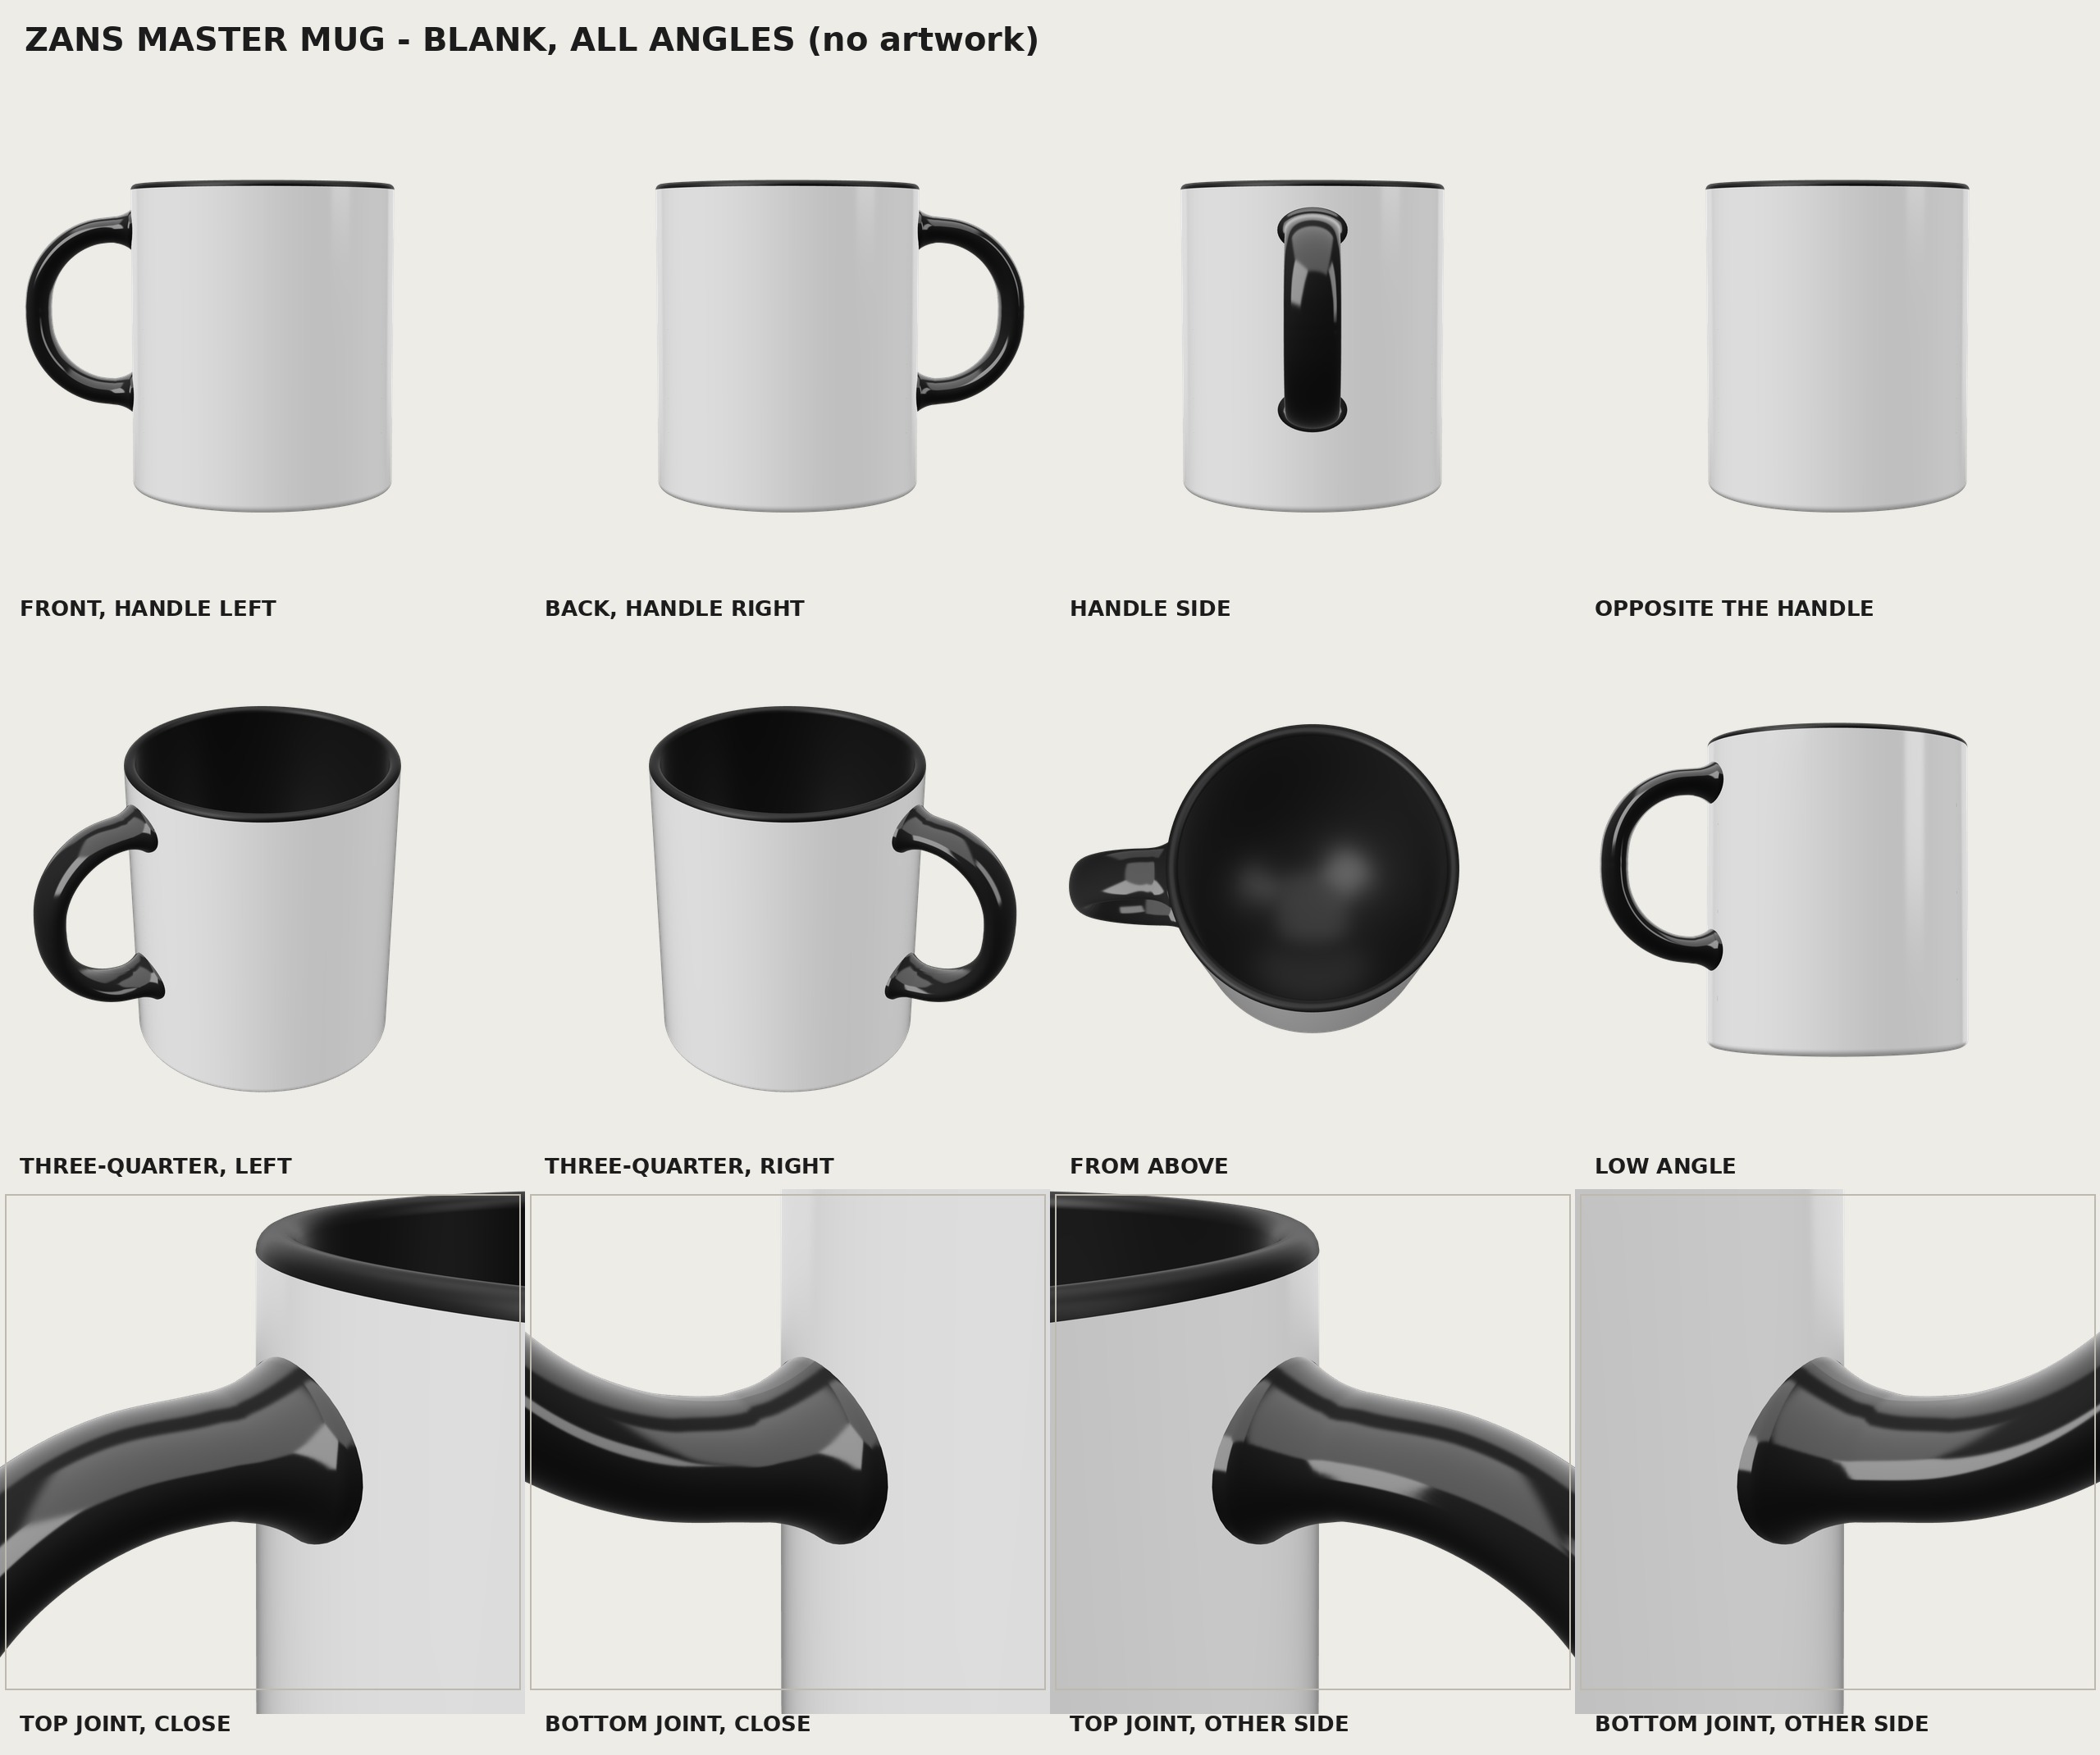 ZANS MASTER MUG - BLANK, ALL ANGLES (no artwork)
FRONT, HANDLE LEFT
BACK, HANDLE RIGHT
HANDLE SIDE
OPPOSITE THE HANDLE
THREE-QUARTER, LEFT
THREE-QUARTER, RIGHT
FROM ABOVE
LOW ANGLE
TOP JOINT, CLOSE
BOTTOM JOINT, CLOSE
TOP JOINT, OTHER SIDE
BOTTOM JOINT, OTHER SIDE